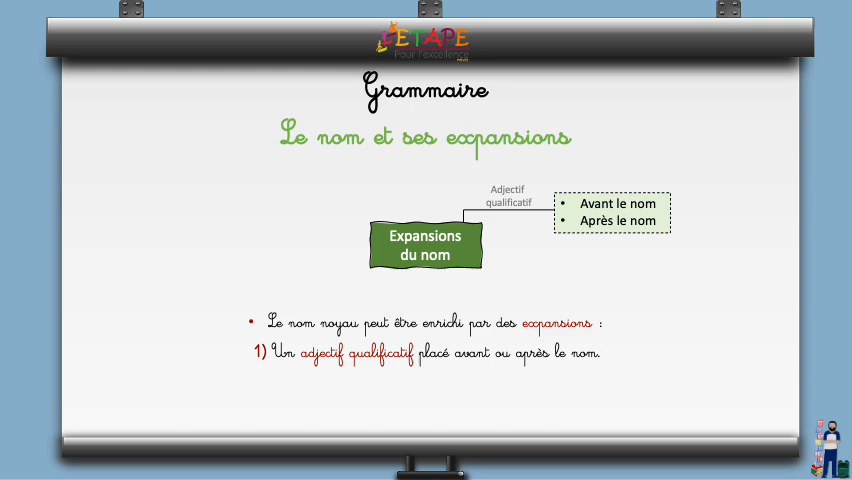 L'ETAPE
Pour l'excellence
Grammaire
Le nom et ses expansions
Adjectif
qualificatif
• Avant le nom
• Après le nom
Expansions
du nom
• Le nom noyau peut être enrichi par des expansions :
1) Un adjectif qualificatif placé avant ou après le nom.